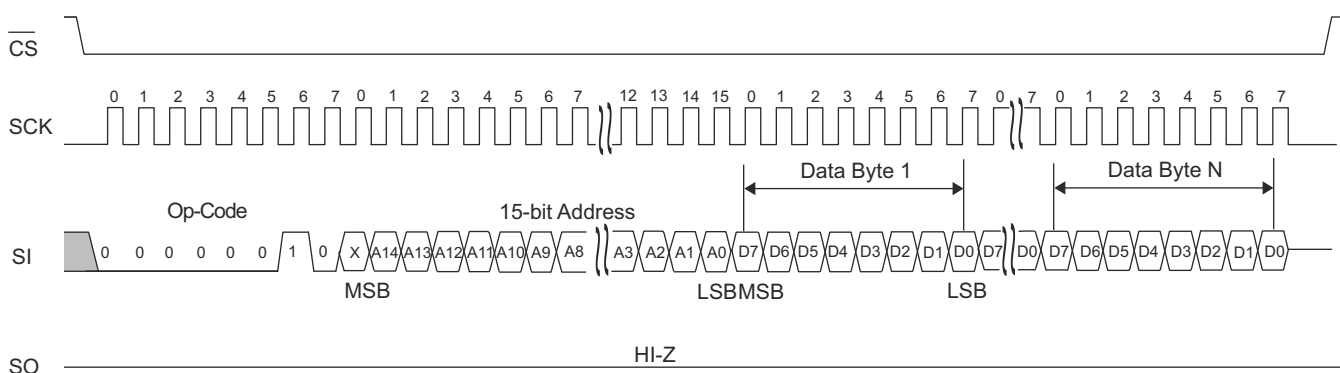 CS
0 1 2 3 4 5 6 7 0 1 2 3 4 5 6 7 12 13 14 15 0 1 2 3 4 5 6 7 0 7 0 1 2 3 4 5 6 7
SCK
Data Byte 1 Data Byte N
Op-Code 15-bit Address
SI 0 0 0 0 0 0 1 0 X A14 A13 A12 A11 A10 A9 A8 A3 A2 A1 A0 D7 D6 D5 D4 D3 D2 D1 D0 D7 D0 D7 D6 D5 D4 D3 D2 D1 D0
MSB LSB MSB LSB
HI-Z
SO